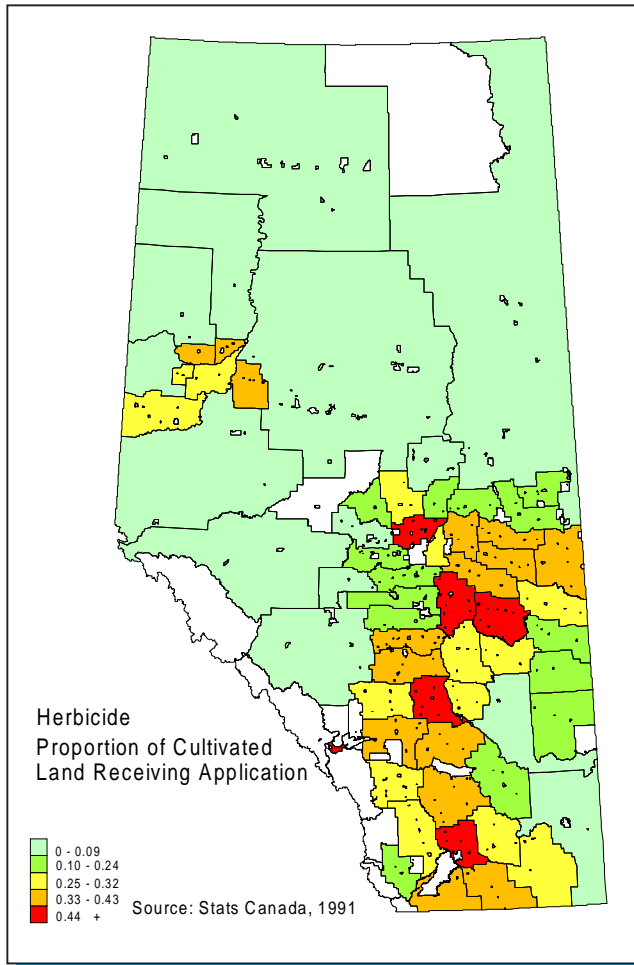 Herbicide
Proportion of Cultivated
Land Receiving Application
0 - 0.09
0.10 - 0.24
0.25 - 0.32
0.33 - 0.43
0.44 +
Source: Stats Canada, 1991